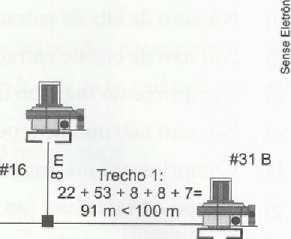 Sense Eletrôn
#16
8 m
Trecho 1:
#31 B
22 + 53 + 8 + 8 + 7=
91 m < 100 m